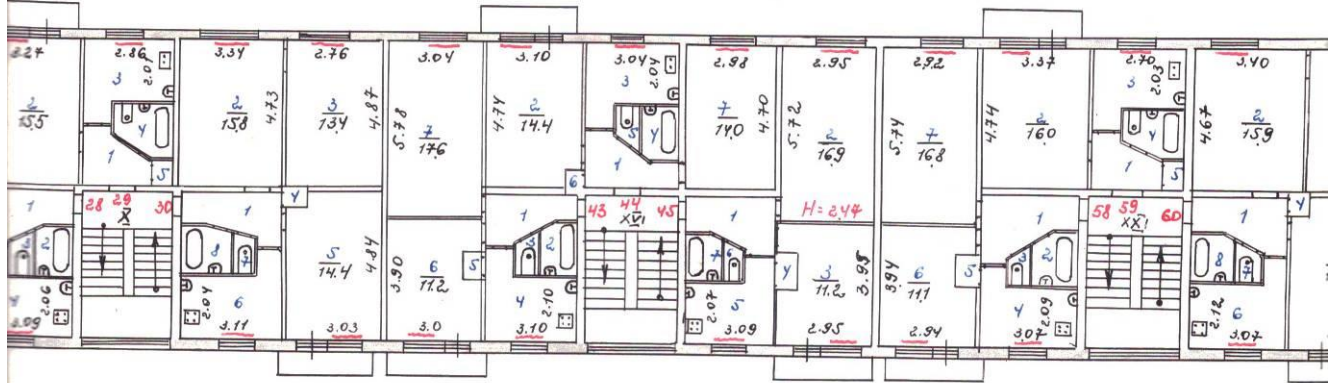 3.27 2.86 3.34 2.76 3.04 3.10 3.04 2.98 2.95 2.92 3.37 2.70 3.40
3 2.07 3 2.04 3 2.03
2 4 2 4.73 3 4.87 5.78 7 4.74 2 5 4 7 4.70 5.72 2 5.74 7 4.74 2 4 4.67 2
15,5 15,8 13,4 17,6 14.4 14,0 16,9 16,8 16,0 15,9
1 5 1 1 5
4 6 4
28 29 30 43 44 45 H=2,47 58 59 60
X XVI XXI
1 1 1 1 1 1
3 2 8 7 5 4.84 3.90 6 5 3 2 7 6 4 3 3.95 3.94 6 5 3 2 8 7
14.4 11,2 11,2 11,1
4 2.06 2.04 6 4 2.10 2.07 5 4 2.09 2.12 6
3.09 3.11 3.03 3.0 3.10 3.09 2.95 2.94 3.07 3.07